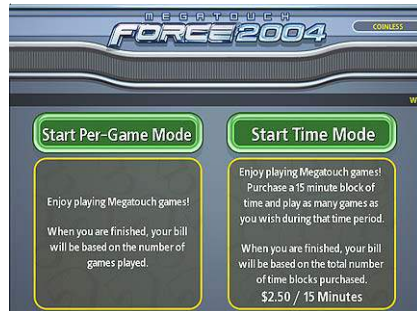 MEGATOUCH
FORCE 2004
COINLESS
W
Start Per-Game Mode
Enjoy playing Megatouch games!
When you are finished, your bill
will be based on the number of
games played.
Start Time Mode
Enjoy playing Megatouch games!
Purchase a 15 minute block of
time and play as many games as
you wish during that time period.
When you are finished, your bill
will be based on the total number
of time blocks purchased.
$2.50 / 15 Minutes